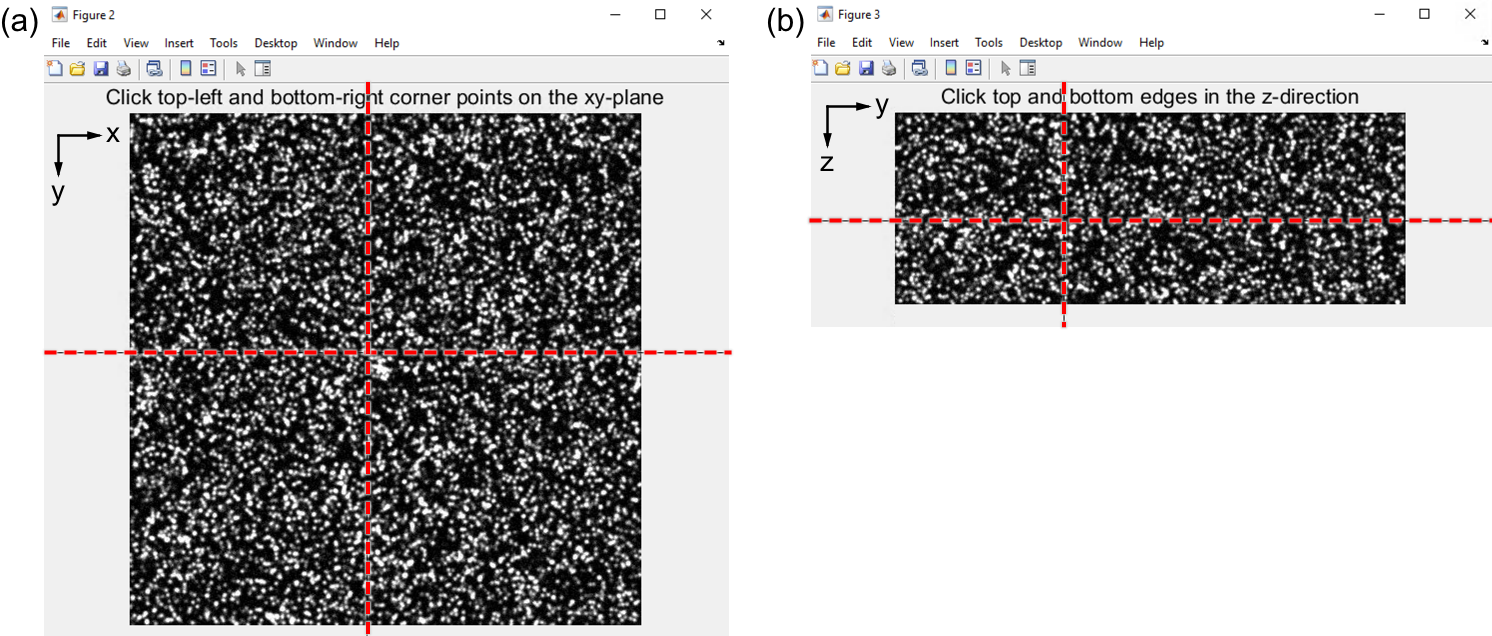 (a)
Figure 2
File Edit View Insert Tools Desktop Window Help
Click top-left and bottom-right corner points on the xy-plane
x
y
(b)
Figure 3
File Edit View Insert Tools Desktop Window Help
Click top and bottom edges in the z-direction
y
z